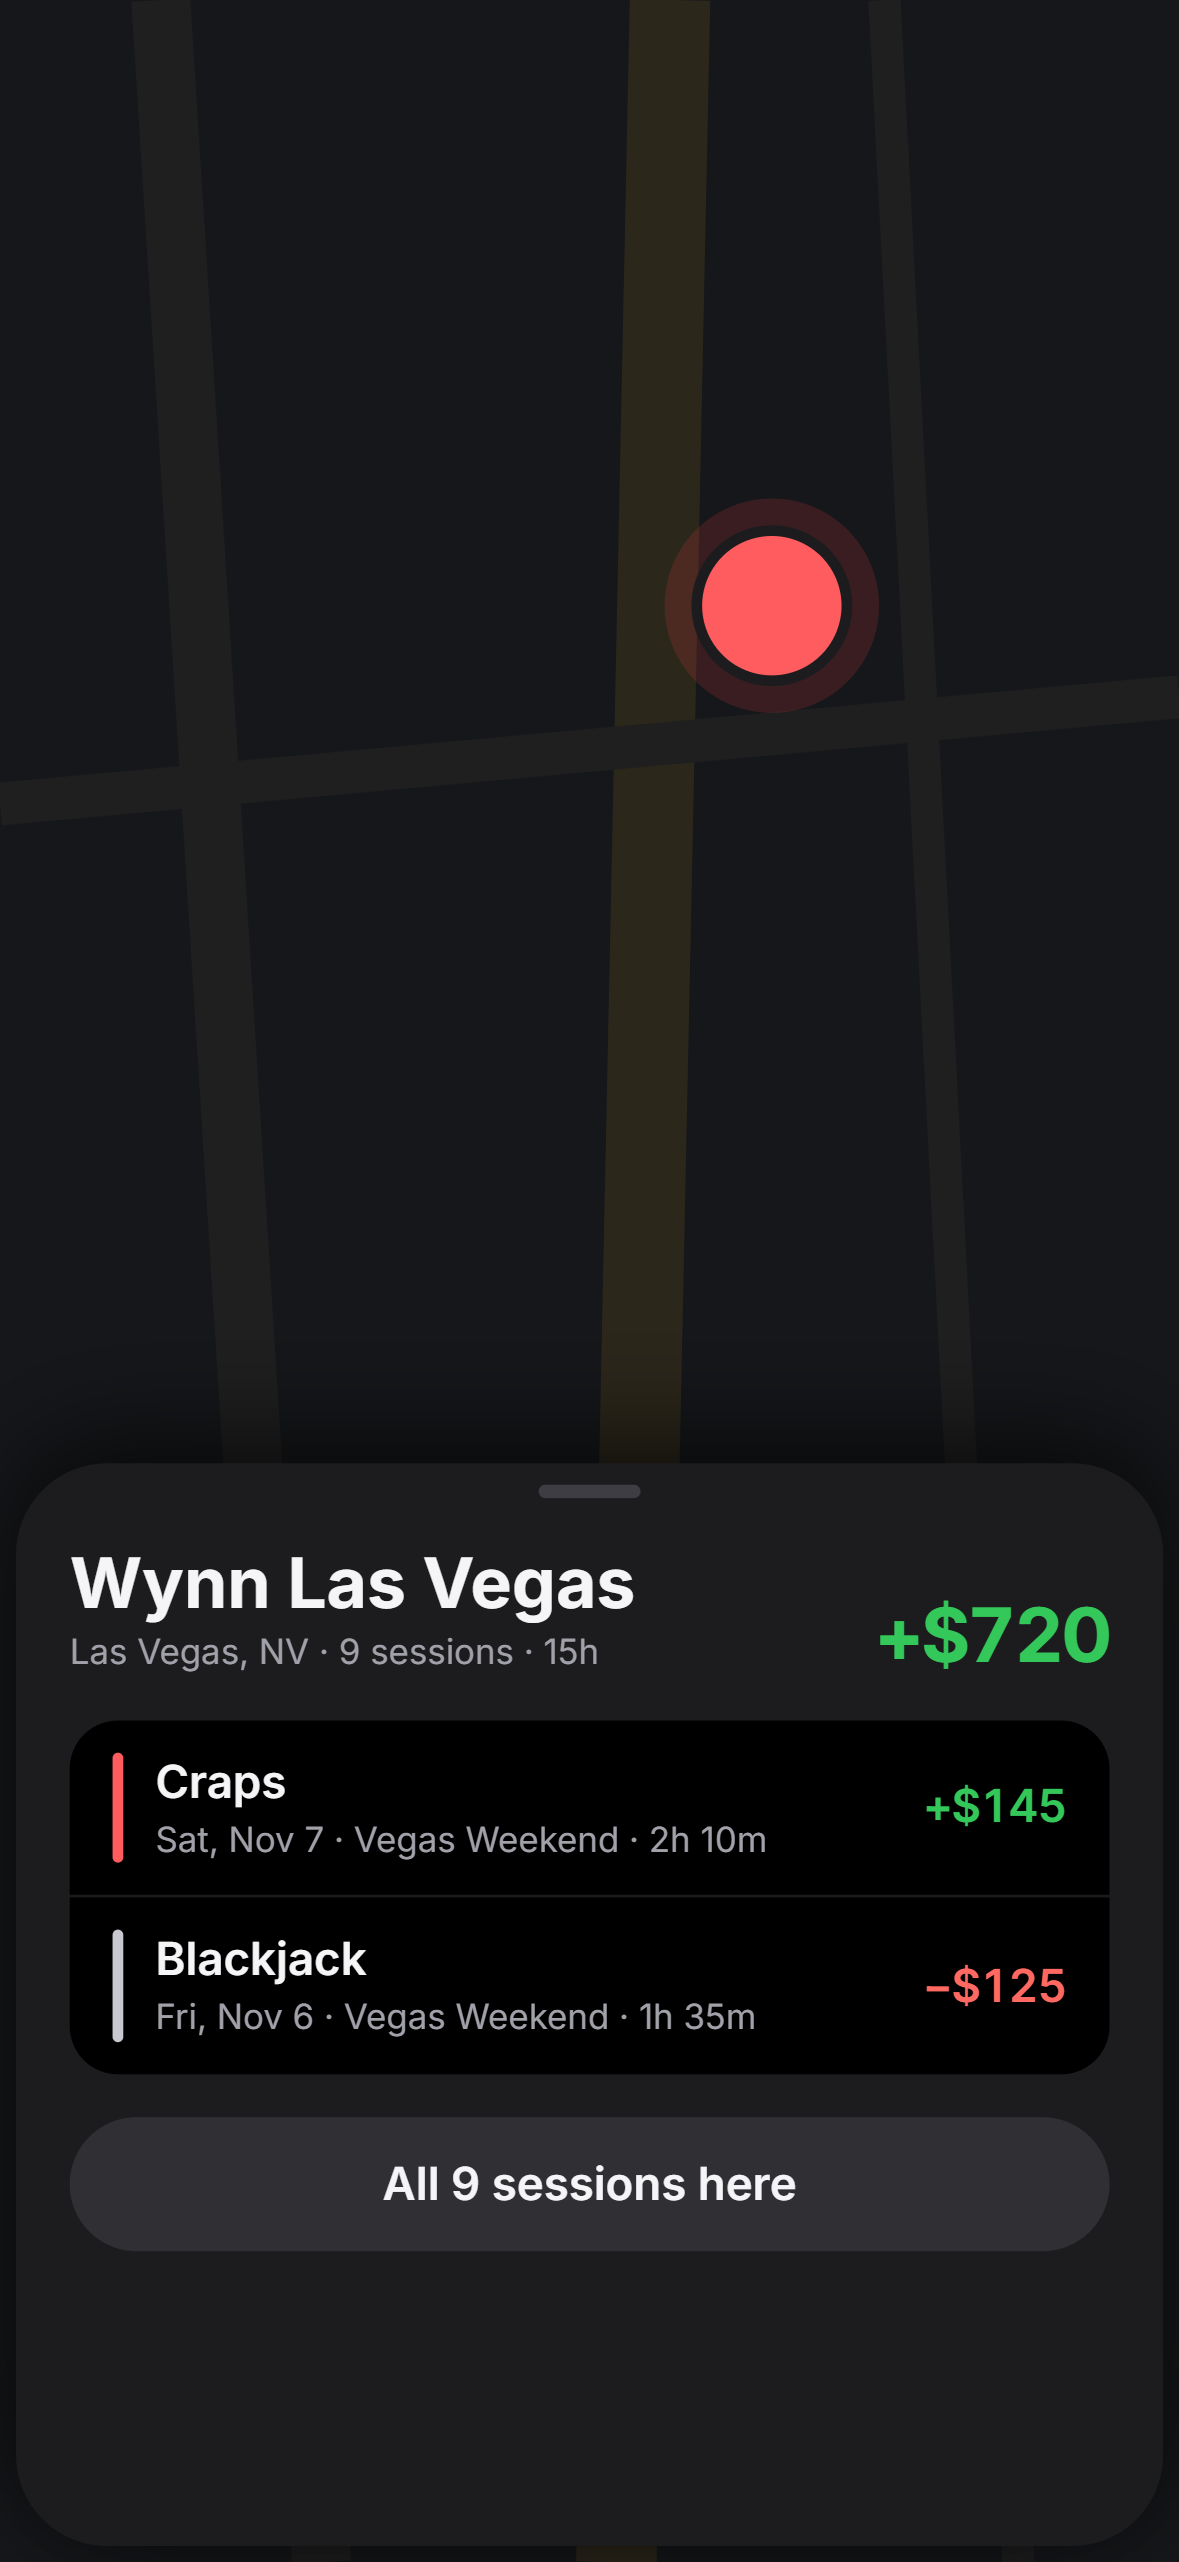 Wynn Las Vegas
Las Vegas, NV · 9 sessions · 15h
+$720
Craps
Sat, Nov 7 · Vegas Weekend · 2h 10m
+$145
Blackjack
Fri, Nov 6 · Vegas Weekend · 1h 35m
−$125
All 9 sessions here